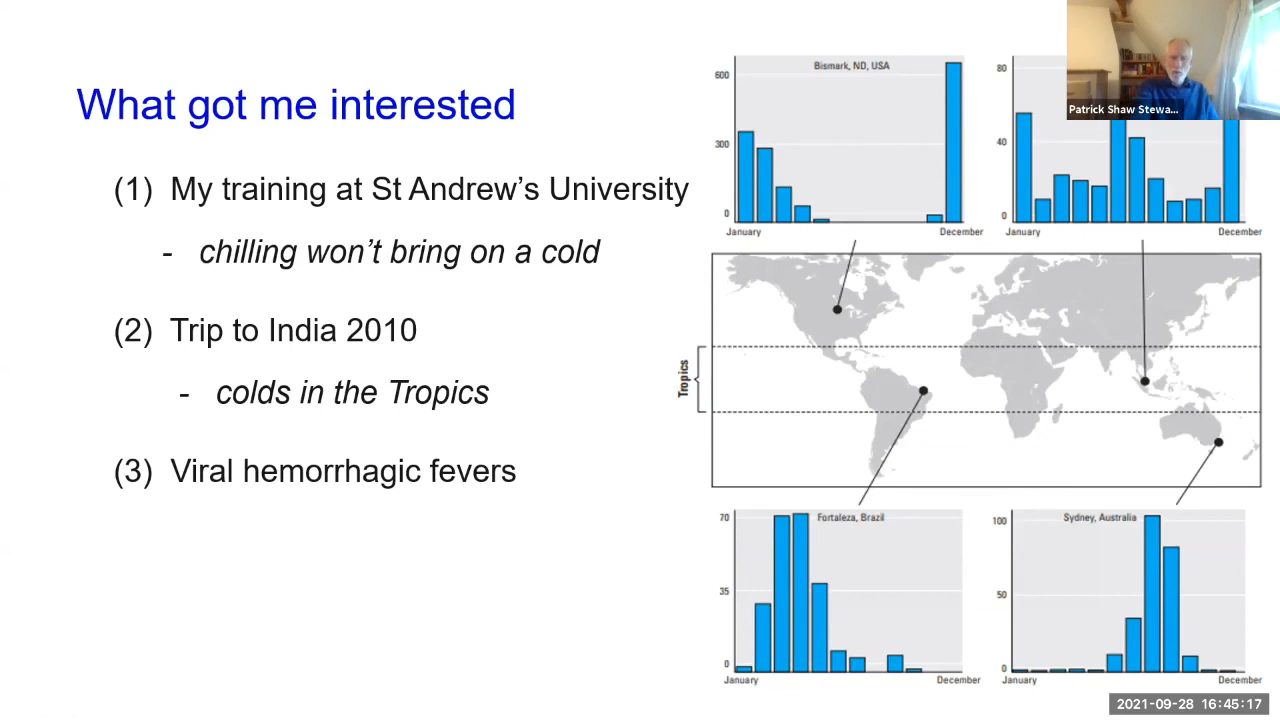 What got me interested
(1) My training at St Andrew’s University
- chilling won’t bring on a cold
(2) Trip to India 2010
- colds in the Tropics
(3) Viral hemorrhagic fevers
Bismark, ND, USA
600
300
0
January
December
80
40
0
January
December
Patrick Shaw Stewa...
Tropics
Fortaleza, Brazil
70
35
0
January
December
Sydney, Australia
100
50
0
January
December
2021-09-28 16:45:17